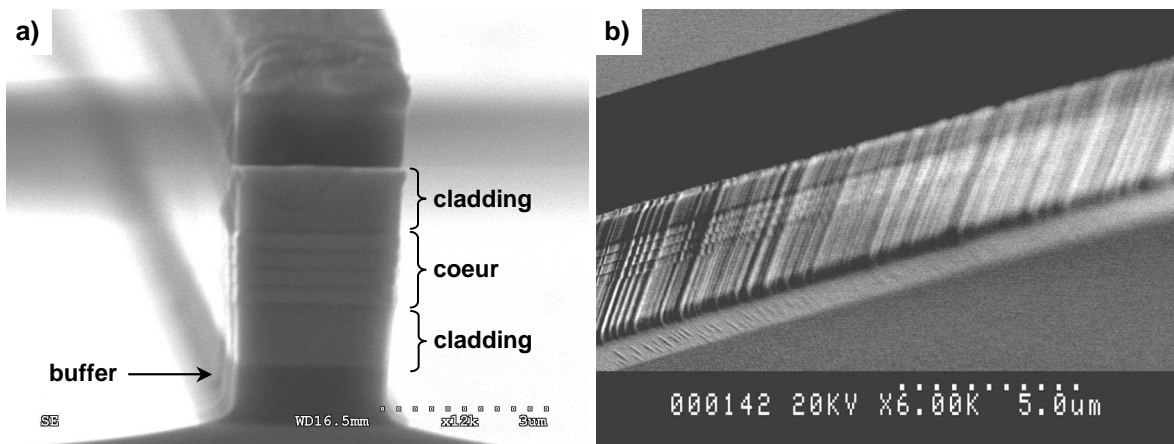 a)
cladding
coeur
cladding
buffer
SE WD16.5mm x12k 3um
b)
000142 20KV X6.00K 5.0um